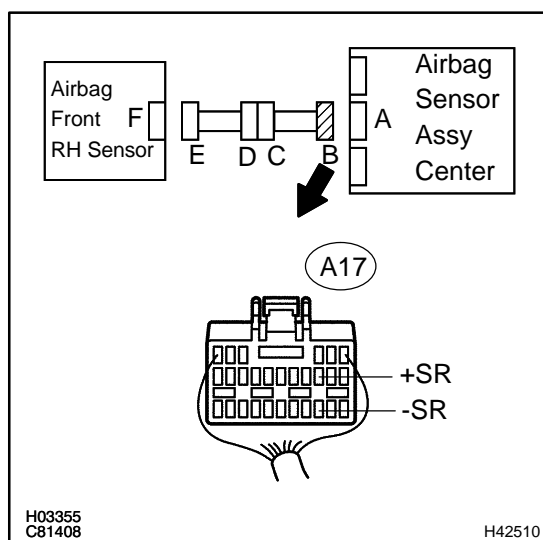 Airbag
Front
RH Sensor
F
E
D
C
B
A
Airbag
Sensor
Assy
Center
A17
+SR
-SR
H03355
C81408
H42510